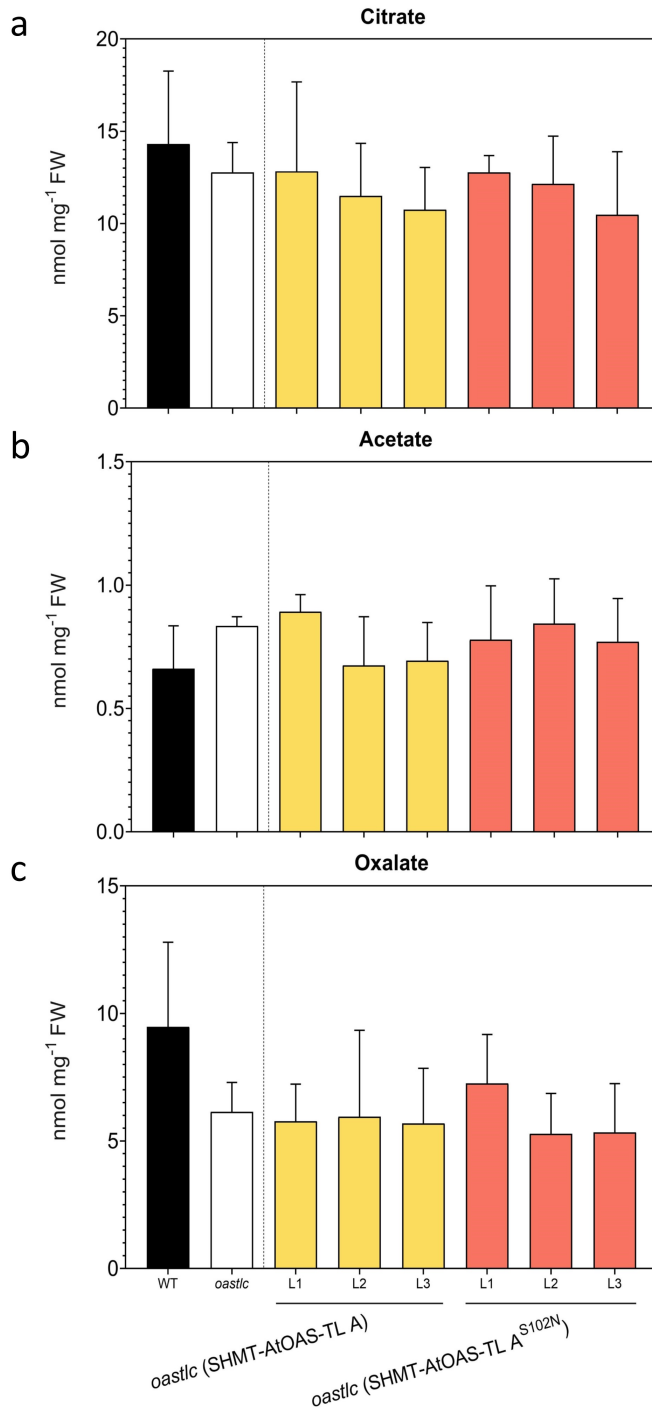 a
Citrate
20
15
10
5
0
nmol mg⁻¹ FW
b
Acetate
1.5
1.0
0.5
0.0
nmol mg⁻¹ FW
c
Oxalate
15
10
5
0
nmol mg⁻¹ FW
WT oastlc L1 L2 L3 L1 L2 L3
oastlc (SHMT-AtOAS-TL A)
oastlc (SHMT-AtOAS-TL A^S102N)